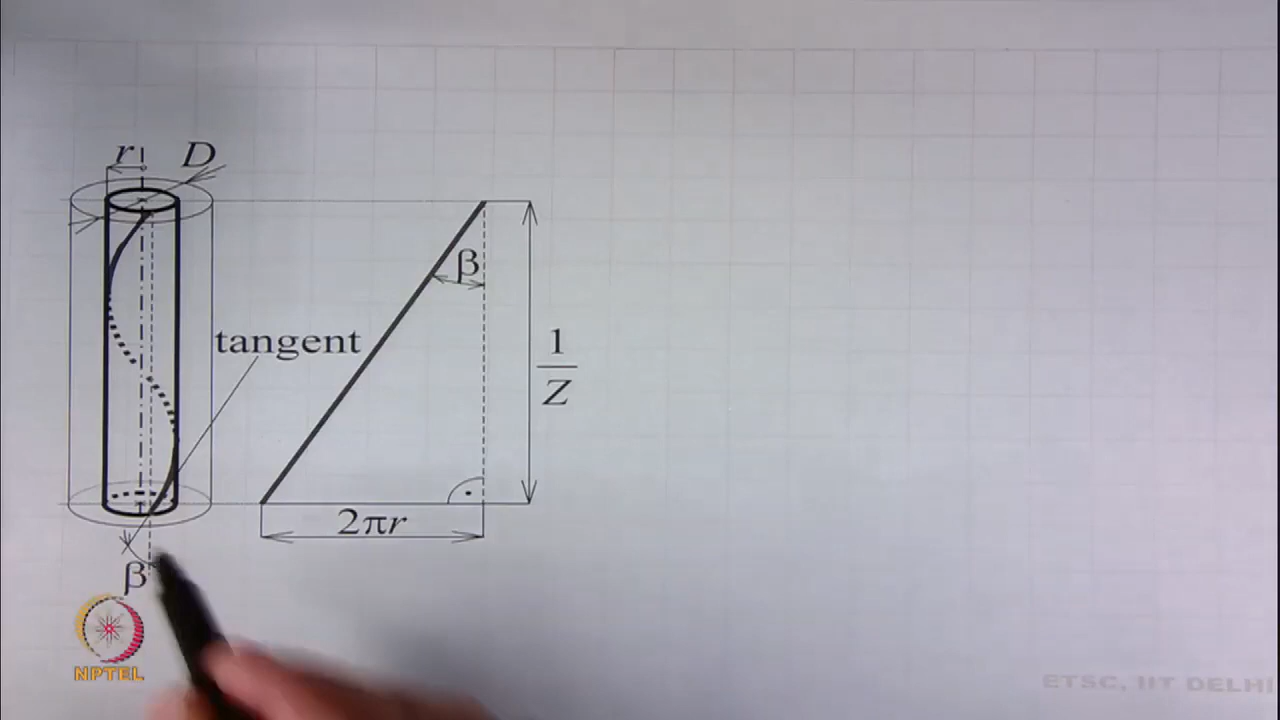 r
D
β
tangent
1
Z
2πr
β
NPTEL
ETSC, IIT DELHI